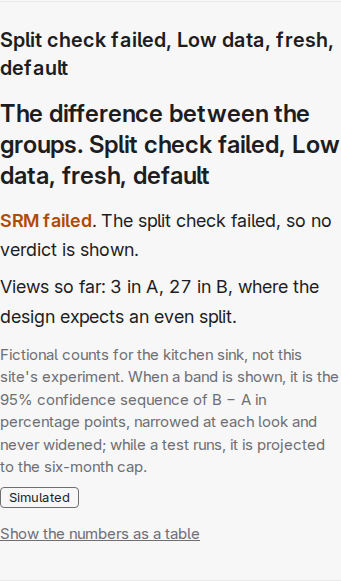 Split check failed, Low data, fresh,
default
The difference between the
groups. Split check failed, Low
data, fresh, default
SRM failed. The split check failed, so no
verdict is shown.
Views so far: 3 in A, 27 in B, where the
design expects an even split.
Fictional counts for the kitchen sink, not this
site's experiment. When a band is shown, it is the
95% confidence sequence of B − A in
percentage points, narrowed at each look and
never widened; while a test runs, it is projected
to the six-month cap.
Simulated
Show the numbers as a table